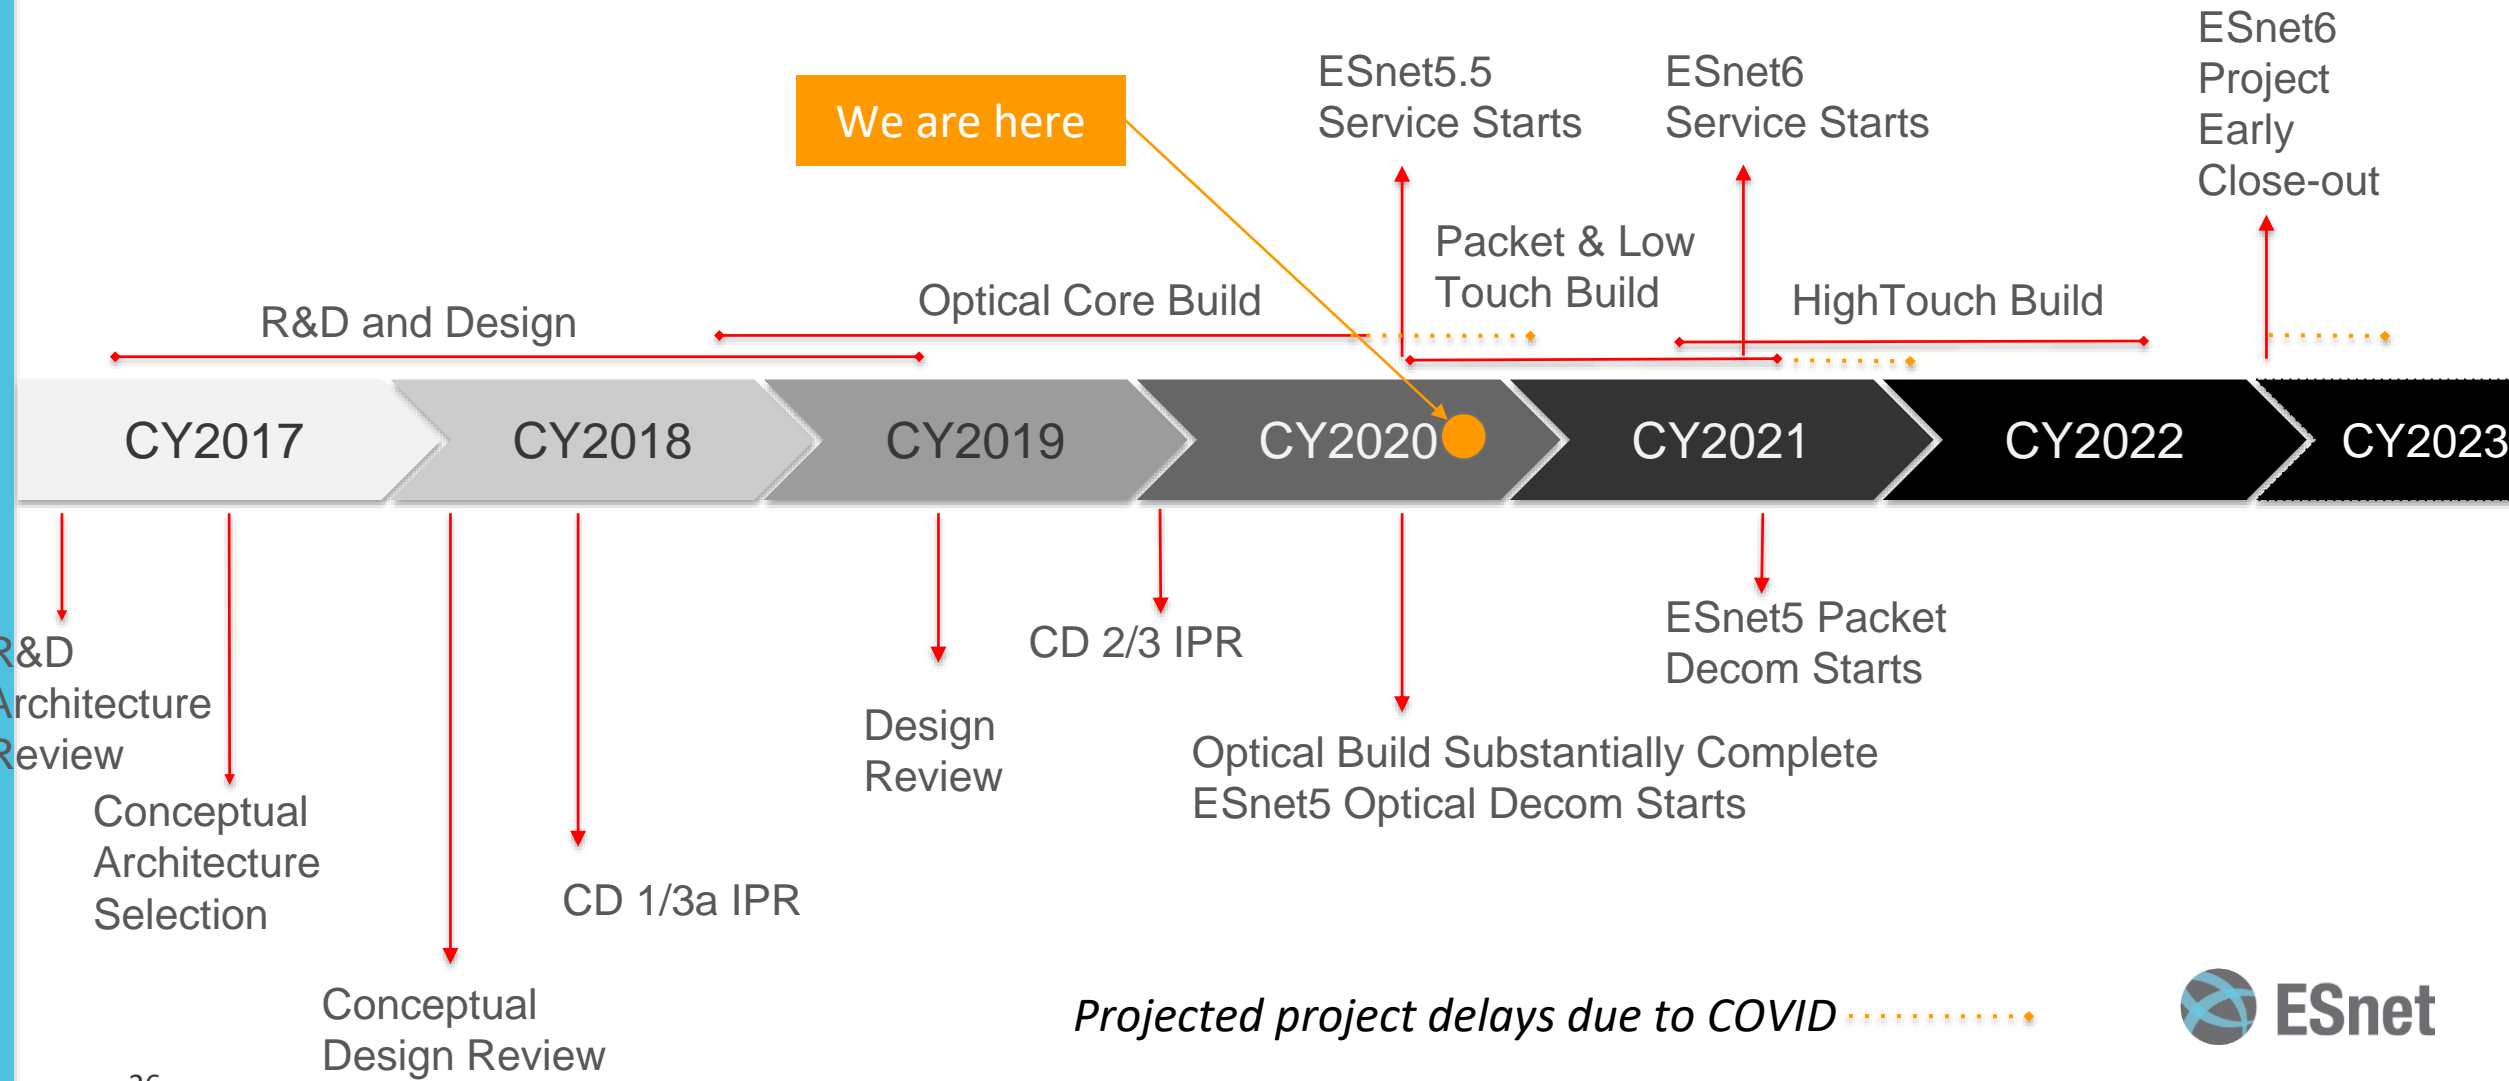 ESnet6
Project
Early
Close-out
ESnet5.5
Service Starts
ESnet6
Service Starts
We are here
Packet & Low
Touch Build
R&D and Design
Optical Core Build
HighTouch Build
CY2017
CY2018
CY2019
CY2020
CY2021
CY2022
CY2023
R&D
Architecture
Review
Conceptual
Architecture
Selection
Conceptual
Design Review
CD 1/3a IPR
Design
Review
CD 2/3 IPR
Optical Build Substantially Complete
ESnet5 Optical Decom Starts
ESnet5 Packet
Decom Starts
Projected project delays due to COVID
ESnet